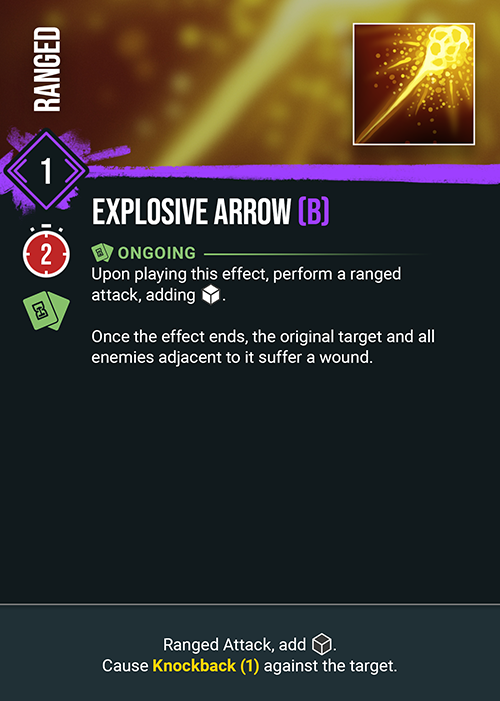 RANGED
1
EXPLOSIVE ARROW (B)
2
ONGOING
Upon playing this effect, perform a ranged
attack, adding .
Once the effect ends, the original target and all
enemies adjacent to it suffer a wound.
Ranged Attack, add .
Cause Knockback (1) against the target.